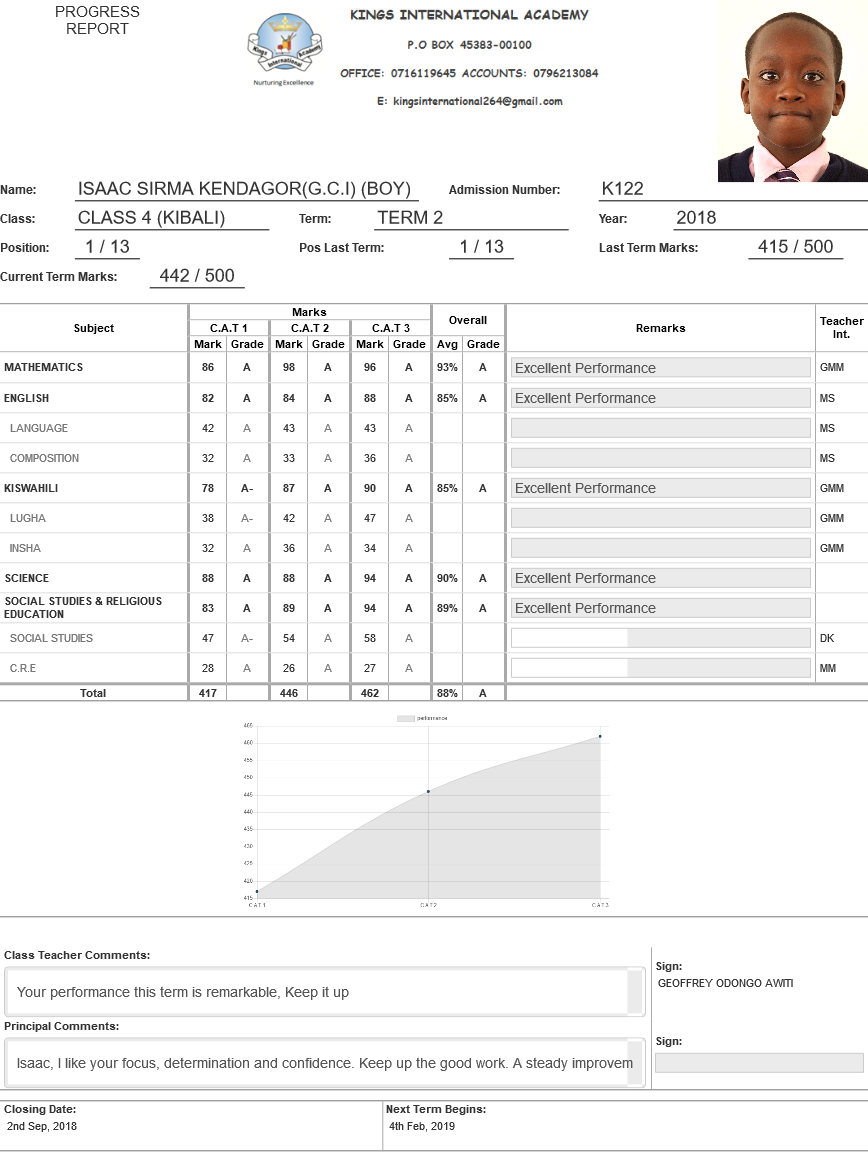 PROGRESS
REPORT
Kings International Academy
Nurturing Excellence
KINGS INTERNATIONAL ACADEMY
P.O BOX 45383-00100
OFFICE: 0716119645 ACCOUNTS: 0796213084
E: kingsinternational264@gmail.com
Name: ISAAC SIRMA KENDAGOR(G.C.I) (BOY) Admission Number: K122
Class: CLASS 4 (KIBALI) Term: TERM 2 Year: 2018
Position: 1 / 13 Pos Last Term: 1 / 13 Last Term Marks: 415 / 500
Current Term Marks: 442 / 500
Subject Marks Overall Remarks Teacher Int.
C.A.T 1 C.A.T 2 C.A.T 3
Mark Grade Mark Grade Mark Grade Avg Grade
MATHEMATICS 86 A 98 A 96 A 93% A Excellent Performance GMM
ENGLISH 82 A 84 A 88 A 85% A Excellent Performance MS
LANGUAGE 42 A 43 A 43 A MS
COMPOSITION 32 A 33 A 36 A MS
KISWAHILI 78 A- 87 A 90 A 85% A Excellent Performance GMM
LUGHA 38 A- 42 A 47 A GMM
INSHA 32 A 36 A 34 A GMM
SCIENCE 88 A 88 A 94 A 90% A Excellent Performance
SOCIAL STUDIES & RELIGIOUS
EDUCATION 83 A 89 A 94 A 89% A Excellent Performance
SOCIAL STUDIES 47 A- 54 A 58 A DK
C.R.E 28 A 26 A 27 A MM
Total 417 446 462 88% A
performance
465
460
455
450
445
440
435
430
425
420
415
CAT1 CAT2 CAT3
Class Teacher Comments:
Your performance this term is remarkable, Keep it up
Sign:
GEOFFREY ODONGO AWITI
Principal Comments:
Isaac, I like your focus, determination and confidence. Keep up the good work. A steady improvem
Sign:
Closing Date: Next Term Begins:
2nd Sep, 2018 4th Feb, 2019